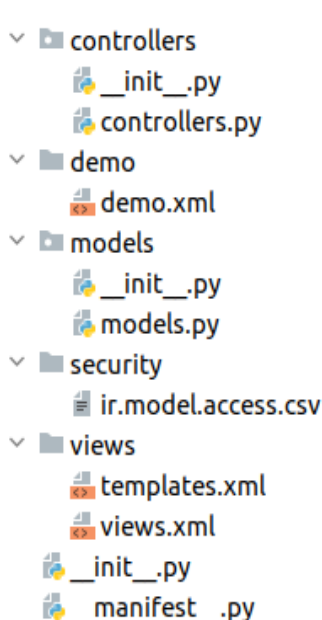 controllers
__init__.py
controllers.py
demo
demo.xml
models
__init__.py
models.py
security
ir.model.access.csv
views
templates.xml
views.xml
__init__.py
__manifest__.py